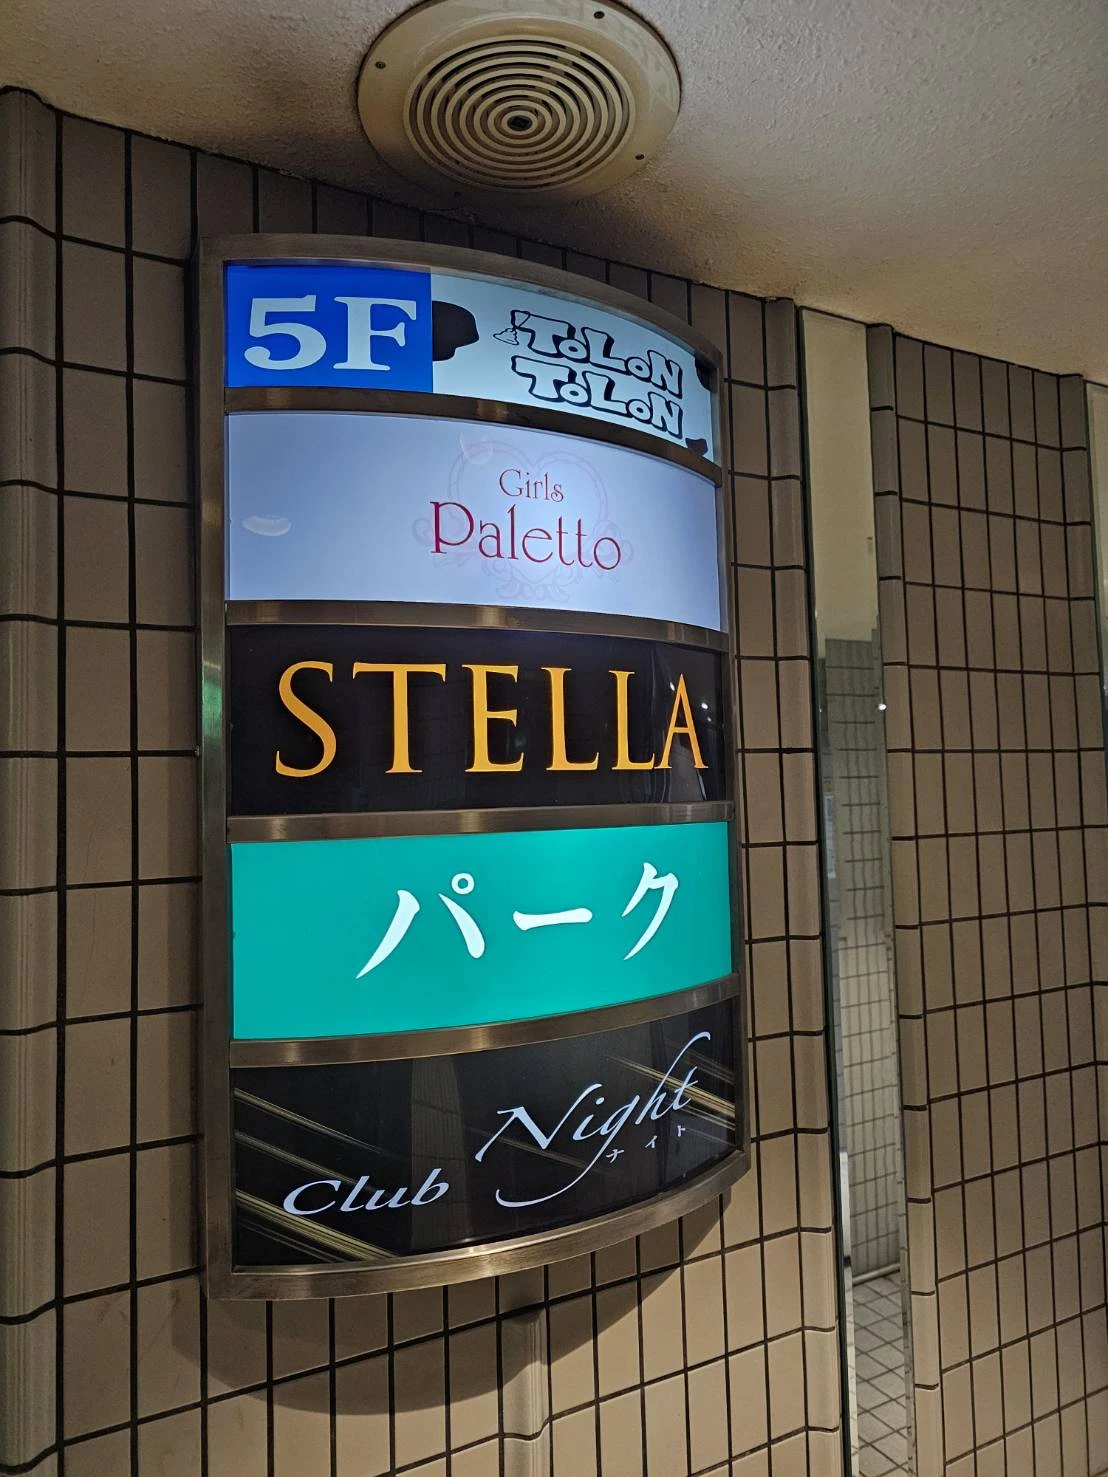 5F
ToLoN
ToLoN
Girls
Paletto
STELLA
パーク
Club Night
ナイト